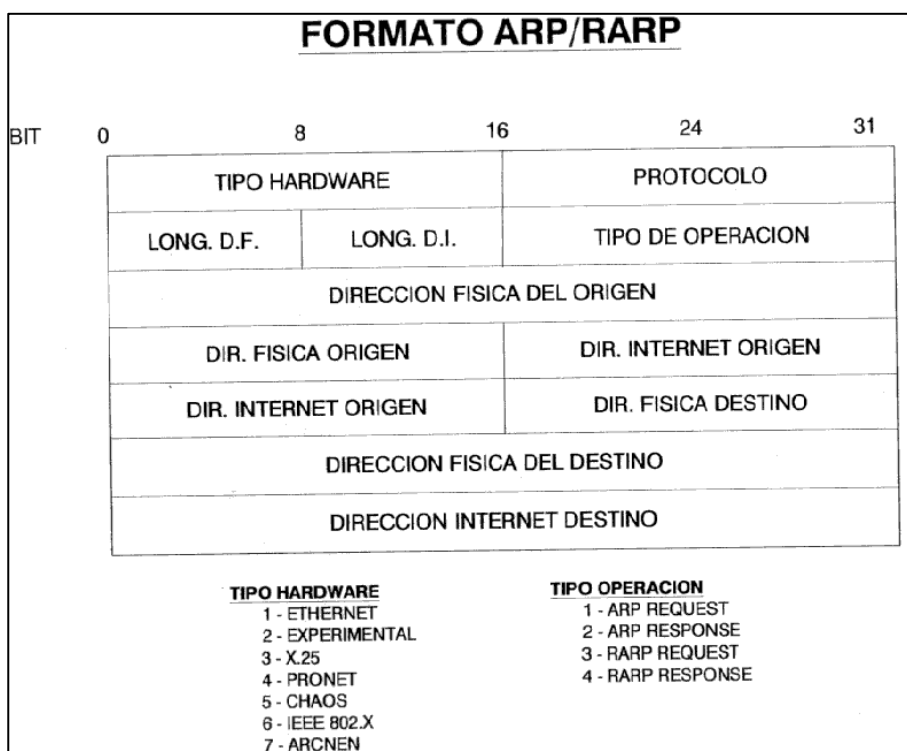 FORMATO ARP/RARP
BIT 0 8 16 24 31
TIPO HARDWARE PROTOCOLO
LONG. D.F. LONG. D.I. TIPO DE OPERACION
DIRECCION FISICA DEL ORIGEN
DIR. FISICA ORIGEN DIR. INTERNET ORIGEN
DIR. INTERNET ORIGEN DIR. FISICA DESTINO
DIRECCION FISICA DEL DESTINO
DIRECCION INTERNET DESTINO
TIPO HARDWARE
1 - ETHERNET
2 - EXPERIMENTAL
3 - X.25
4 - PRONET
5 - CHAOS
6 - IEEE 802.X
7 - ARCNEN
TIPO OPERACION
1 - ARP REQUEST
2 - ARP RESPONSE
3 - RARP REQUEST
4 - RARP RESPONSE